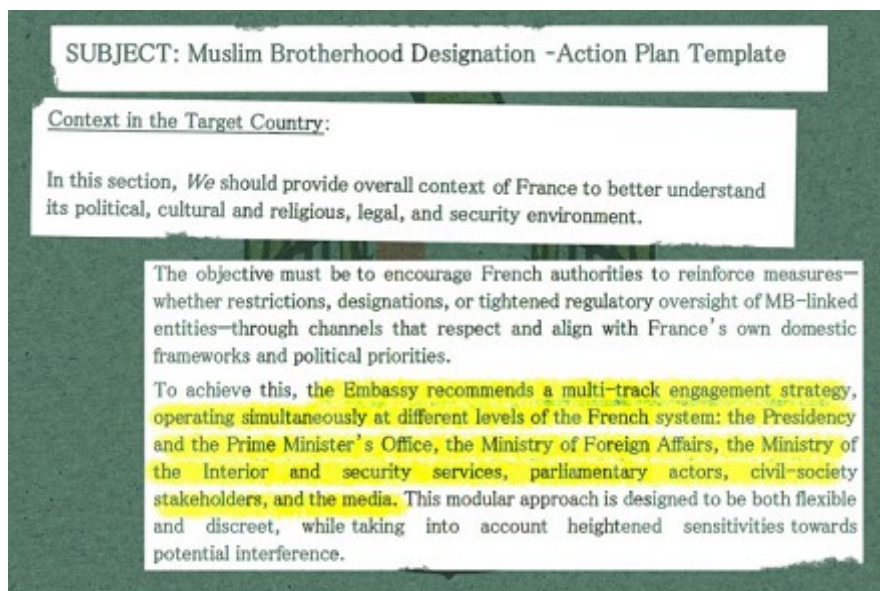 SUBJECT: Muslim Brotherhood Designation -Action Plan Template
Context in the Target Country:
In this section, We should provide overall context of France to better understand
its political, cultural and religious, legal, and security environment.
The objective must be to encourage French authorities to reinforce measures—
whether restrictions, designations, or tightened regulatory oversight of MB-linked
entities—through channels that respect and align with France's own domestic
frameworks and political priorities.
To achieve this, the Embassy recommends a multi-track engagement strategy,
operating simultaneously at different levels of the French system: the Presidency
and the Prime Minister's Office, the Ministry of Foreign Affairs, the Ministry of
the Interior and security services, parliamentary actors, civil-society
stakeholders, and the media. This modular approach is designed to be both flexible
and discreet, while taking into account heightened sensitivities towards
potential interference.